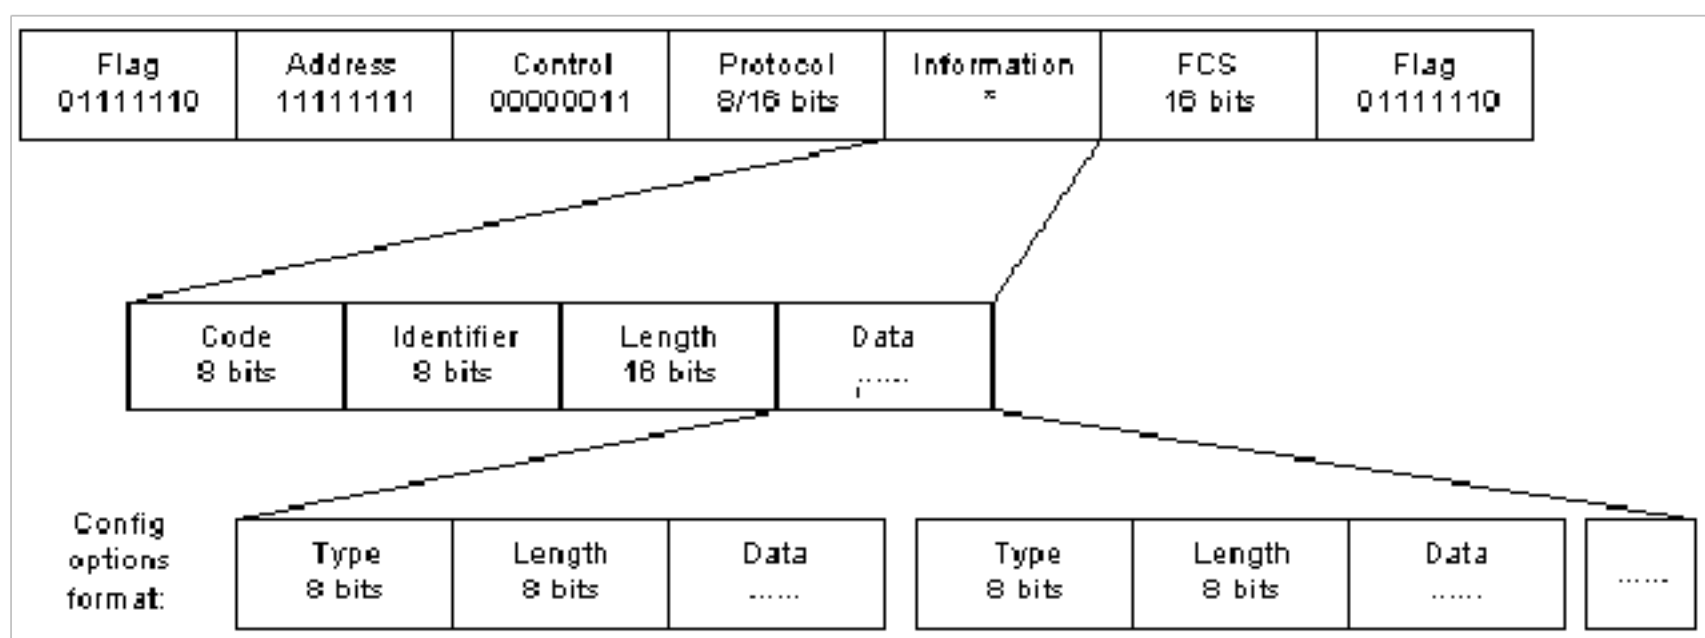 Flag Address Control Protocol Information FCS Flag
01111110 11111111 00000011 8/16 bits * 16 bits 01111110
Code Identifier Length Data
8 bits 8 bits 16 bits ......
Config
options
format:
Type Length Data Type Length Data
8 bits 8 bits ...... 8 bits 8 bits ...... ......